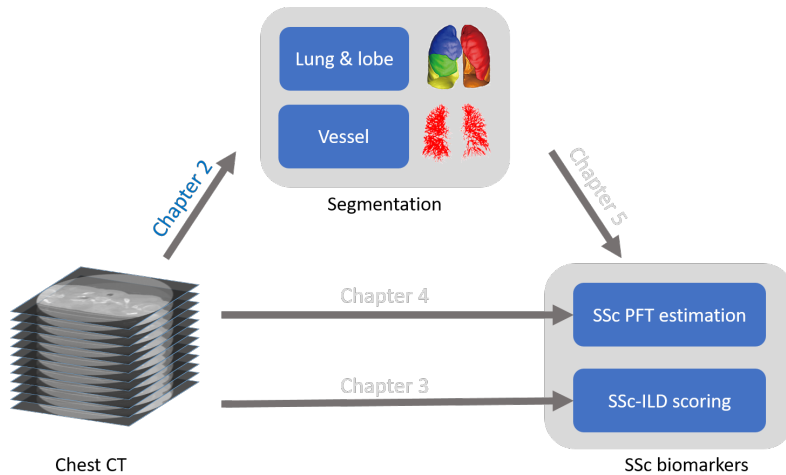 Lung & lobe
Vessel
Segmentation
Chapter 2
Chapter 5
Chapter 4
SSc PFT estimation
Chapter 3
SSc-ILD scoring
Chest CT
SSc biomarkers